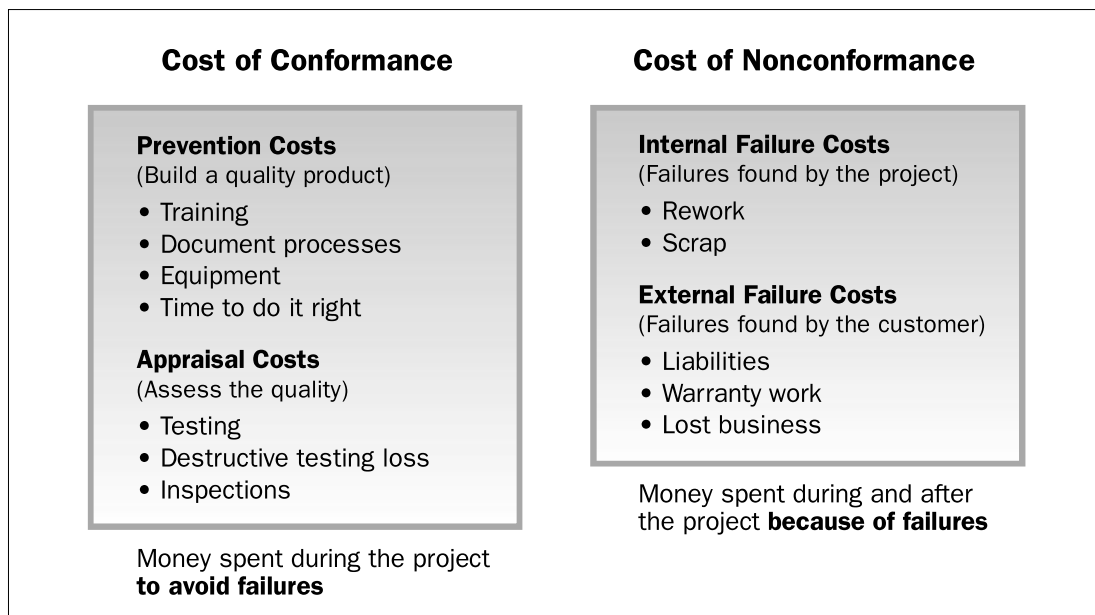 Cost of Conformance
Prevention Costs
(Build a quality product)
• Training
• Document processes
• Equipment
• Time to do it right
Appraisal Costs
(Assess the quality)
• Testing
• Destructive testing loss
• Inspections
Money spent during the project
to avoid failures
Cost of Nonconformance
Internal Failure Costs
(Failures found by the project)
• Rework
• Scrap
External Failure Costs
(Failures found by the customer)
• Liabilities
• Warranty work
• Lost business
Money spent during and after
the project because of failures